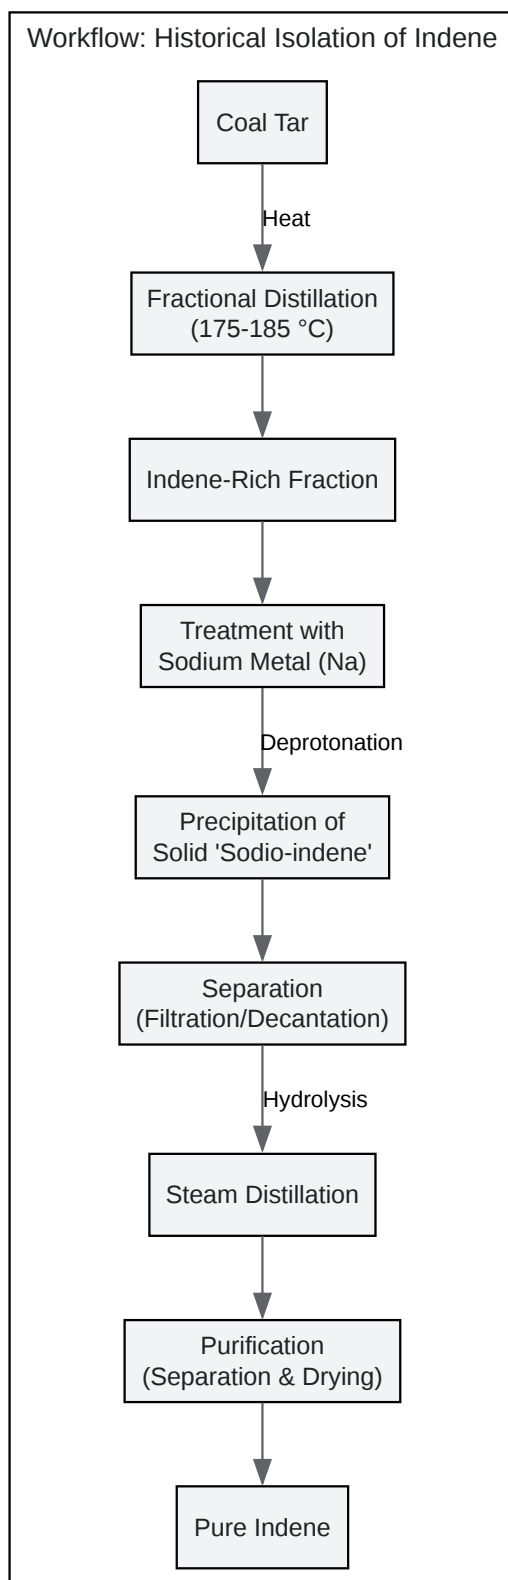 Workflow: Historical Isolation of Indene
Coal Tar
Heat
Fractional Distillation
(175-185 °C)
Indene-Rich Fraction
Treatment with
Sodium Metal (Na)
Deprotonation
Precipitation of
Solid 'Sodio-indene'
Separation
(Filtration/Decantation)
Hydrolysis
Steam Distillation
Purification
(Separation & Drying)
Pure Indene